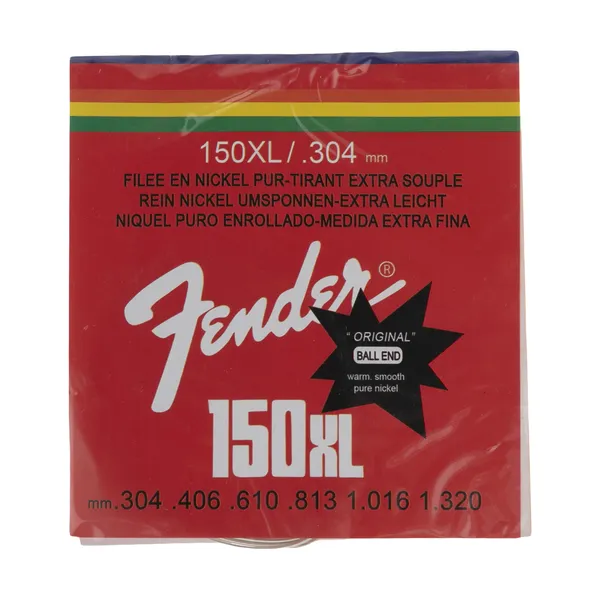 150XL/ .304 mm
FILEE EN NICKEL PUR-TIRANT EXTRA SOUPLE
REIN NICKEL UMSPONNEN-EXTRA LEICHT
NIQUEL PURO ENROLLADO-MEDIDA EXTRA FINA
Fender®
"ORIGINAL"
BALL END
warm. smooth
pure nickel
150XL
mm.304 .406 .610 .813 1.016 1.320